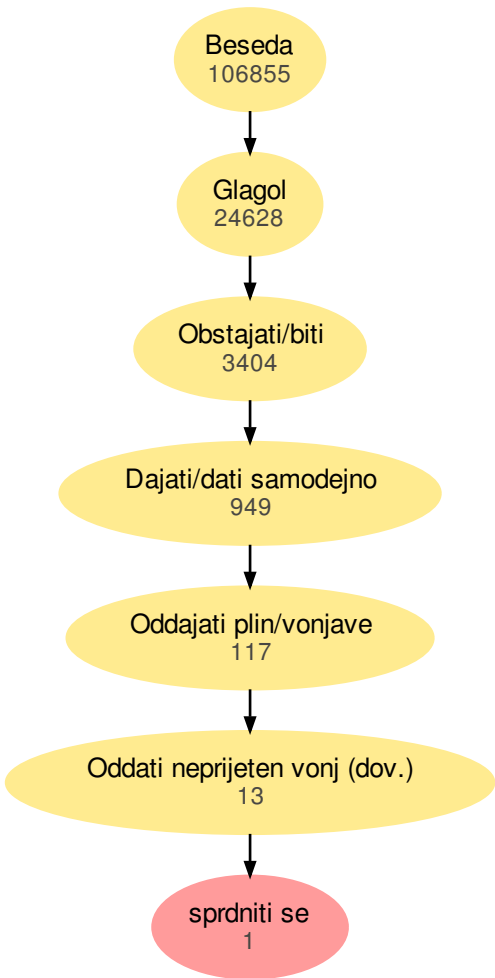 Beseda
106855
Glagol
24628
Obstajati/biti
3404
Dajati/dati samodejno
949
Oddajati plin/vonjave
117
Oddati neprijeten vonj (dov.)
13
sprdniti se
1